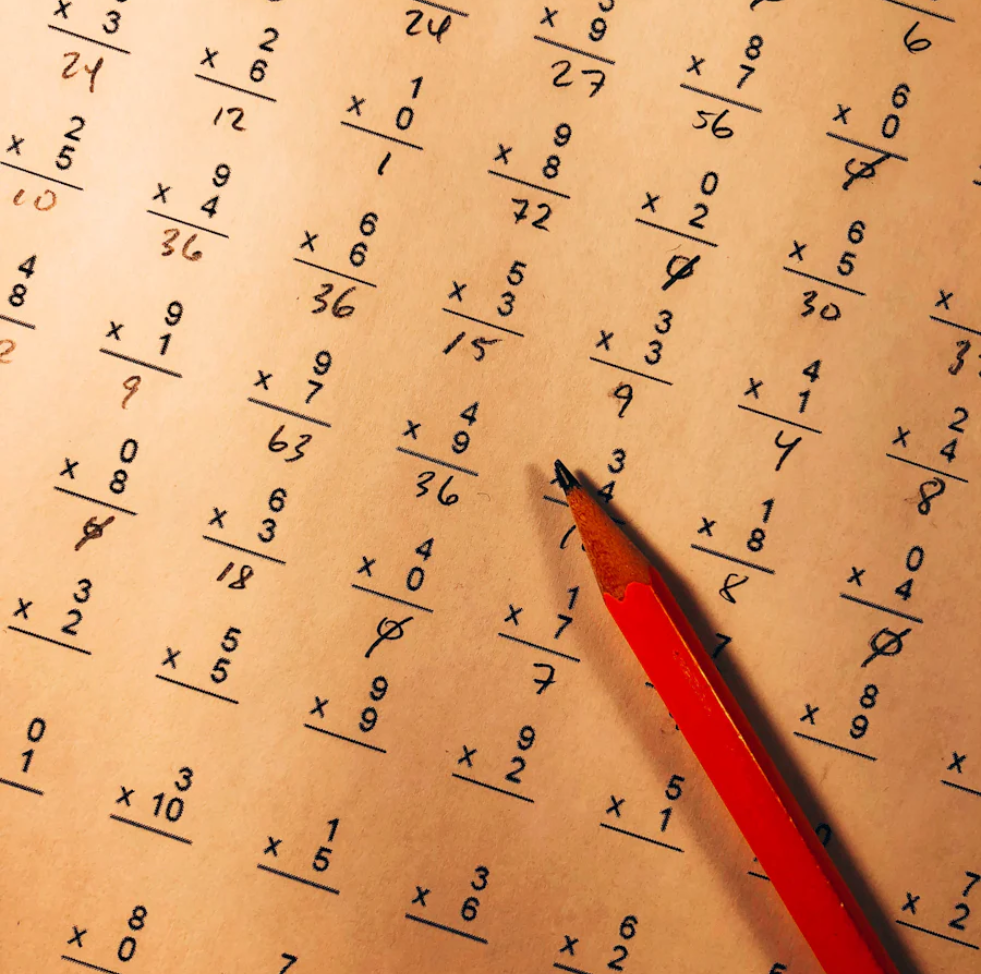 6
9 8 6
x 9 x 7 x 0
24 27 56 0
2 1 9 0 6
x 3 x 6 x 0 x 8 x 2 x 5 x
24 12 1 72 0 30
2 9 6 5 3 4 2
x 5 x 4 x 6 x 3 x 3 x 1 x 4
10 36 36 15 9 4 8
4 9 9 4 3 1 0
8 x 1 x 7 x 9 4 x 8 x 4
9 63 36 8 0
0 6 4 1 7 8
x 8 x 3 x 0 x 7 x 9 x
0 18 0 7
3 5 9 9 5 7
x 2 x 5 x 9 x 2 x 1 x 2
0 3 1 3 6
1 x 10 x 5 x 6 x 2
8 7
x 0